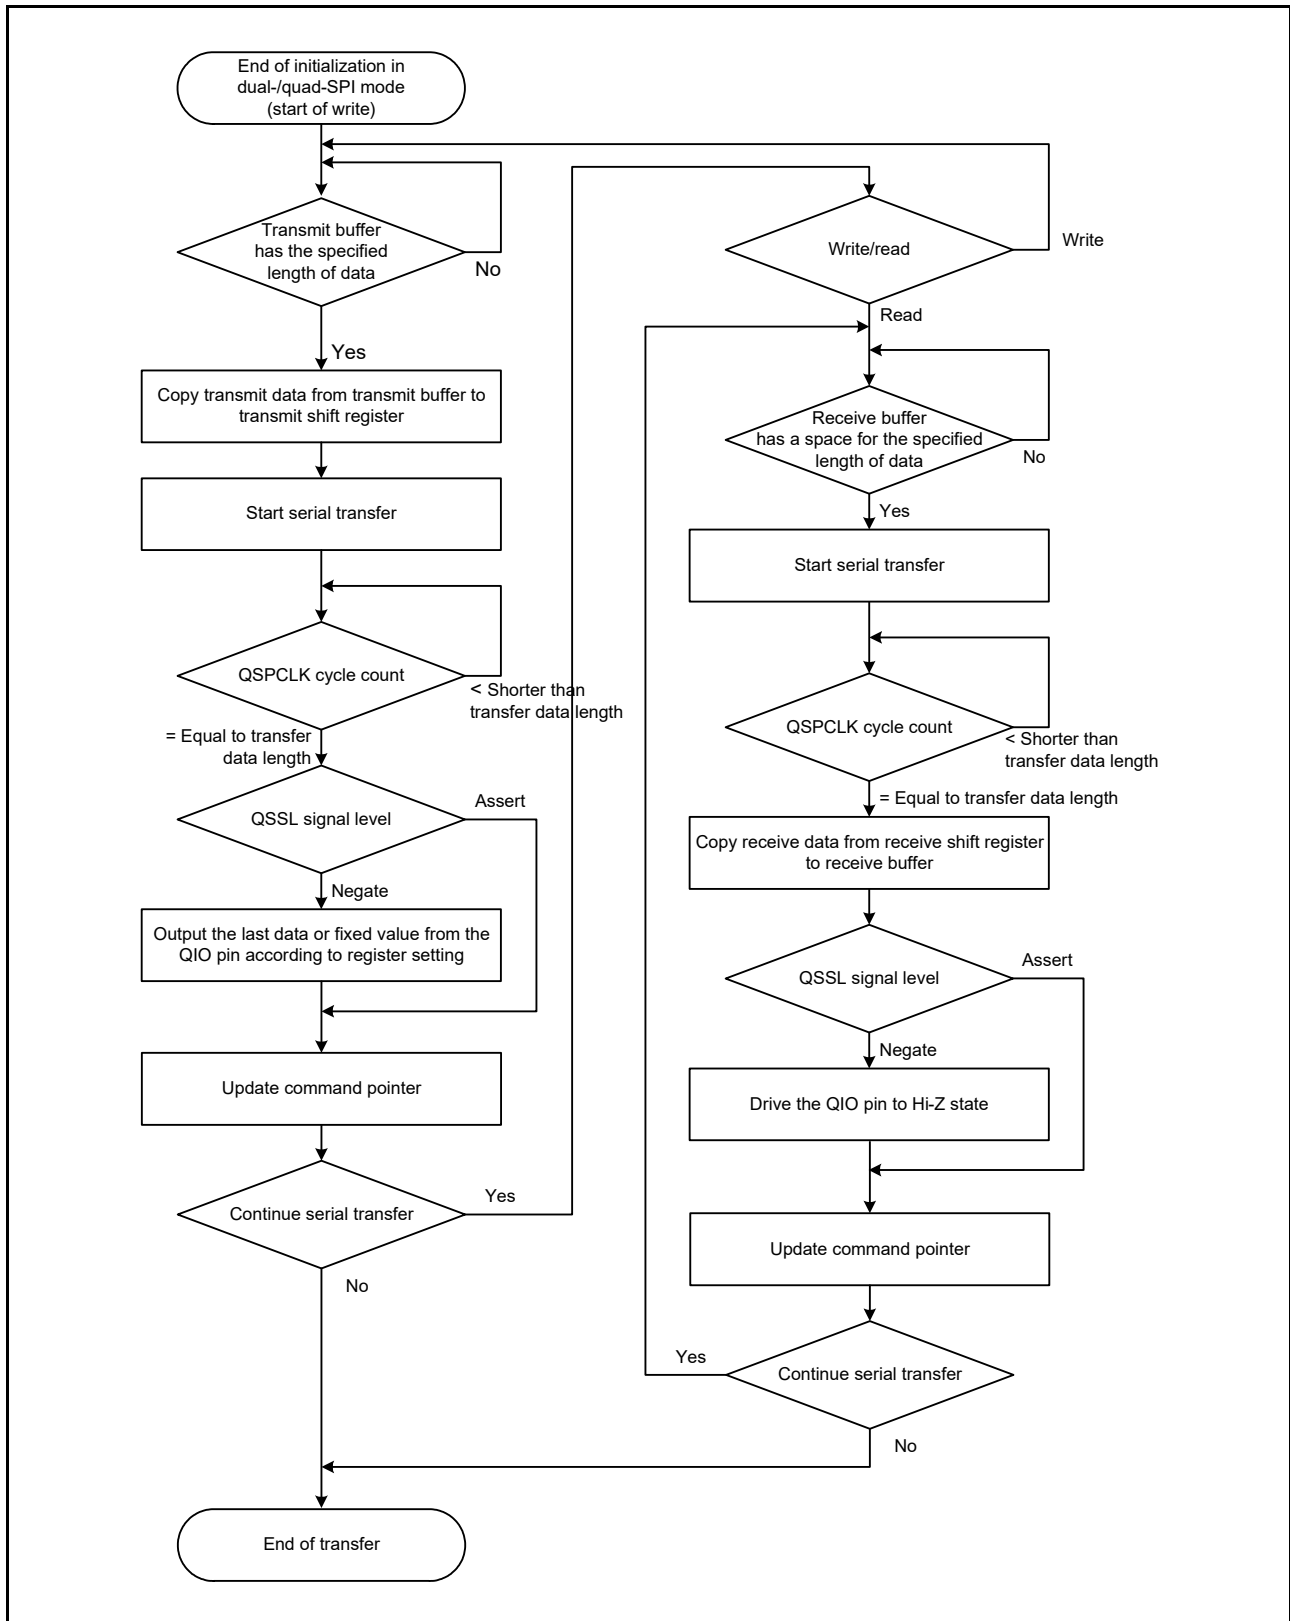 End of initialization in
dual-/quad-SPI mode
(start of write)
Transmit buffer
has the specified
length of data
No
Yes
Copy transmit data from transmit buffer to
transmit shift register
Start serial transfer
QSPCLK cycle count
< Shorter than
transfer data length
= Equal to transfer
data length
QSSL signal level
Assert
Negate
Output the last data or fixed value from the
QIO pin according to register setting
Update command pointer
Continue serial transfer
Yes
No
End of transfer
Write/read
Write
Read
Receive buffer
has a space for the specified
length of data
No
Yes
Start serial transfer
QSPCLK cycle count
< Shorter than
transfer data length
= Equal to transfer data length
Copy receive data from receive shift register
to receive buffer
QSSL signal level
Assert
Negate
Drive the QIO pin to Hi-Z state
Update command pointer
Continue serial transfer
Yes
No